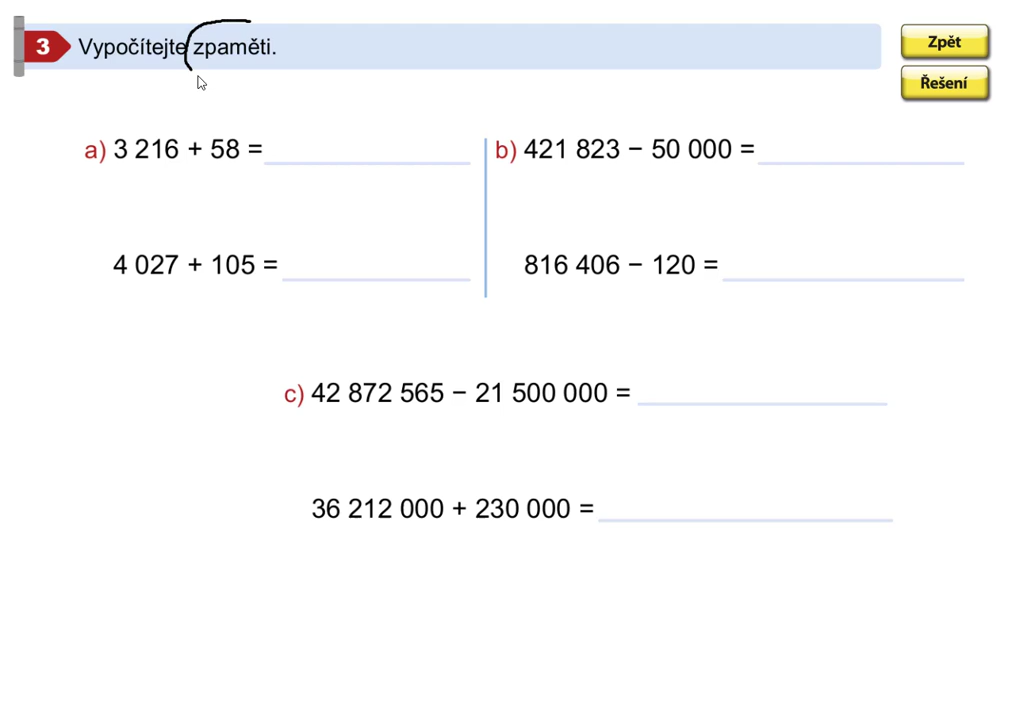 3 Vypočítejte zpaměti.
Zpět
Řešení
a) 3 216 + 58 =
4 027 + 105 =
b) 421 823 − 50 000 =
816 406 − 120 =
c) 42 872 565 − 21 500 000 =
36 212 000 + 230 000 =